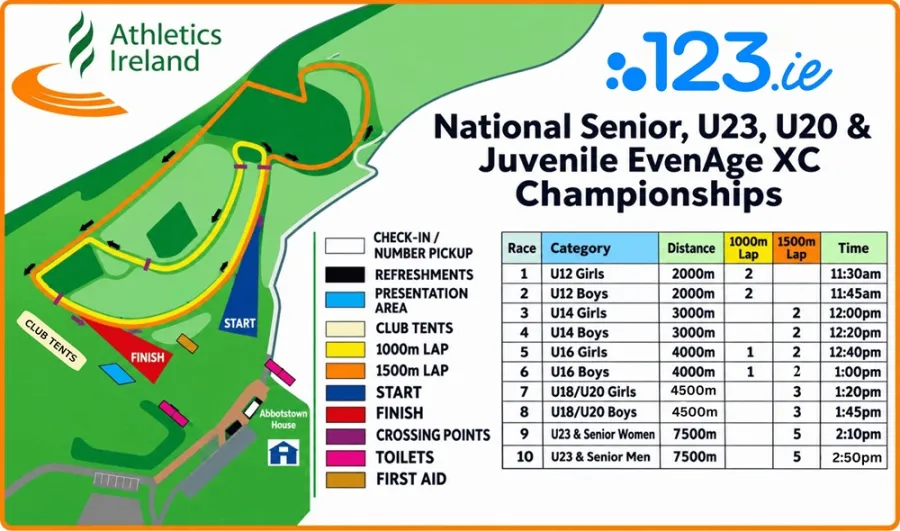 Athletics
Ireland
123.ie
National Senior, U23, U20 &
Juvenile EvenAge XC
Championships
CLUB TENTS
FINISH
START
Abbotstown
House
CHECK-IN /
NUMBER PICKUP
REFRESHMENTS
PRESENTATION
AREA
CLUB TENTS
1000m LAP
1500m LAP
START
FINISH
CROSSING POINTS
TOILETS
FIRST AID
Race Category Distance 1000m Lap 1500m Lap Time
1 U12 Girls 2000m 2 11:30am
2 U12 Boys 2000m 2 11:45am
3 U14 Girls 3000m 2 12:00pm
4 U14 Boys 3000m 2 12:20pm
5 U16 Girls 4000m 1 2 12:40pm
6 U16 Boys 4000m 1 2 1:00pm
7 U18/U20 Girls 4500m 3 1:20pm
8 U18/U20 Boys 4500m 3 1:45pm
9 U23 & Senior Women 7500m 5 2:10pm
10 U23 & Senior Men 7500m 5 2:50pm